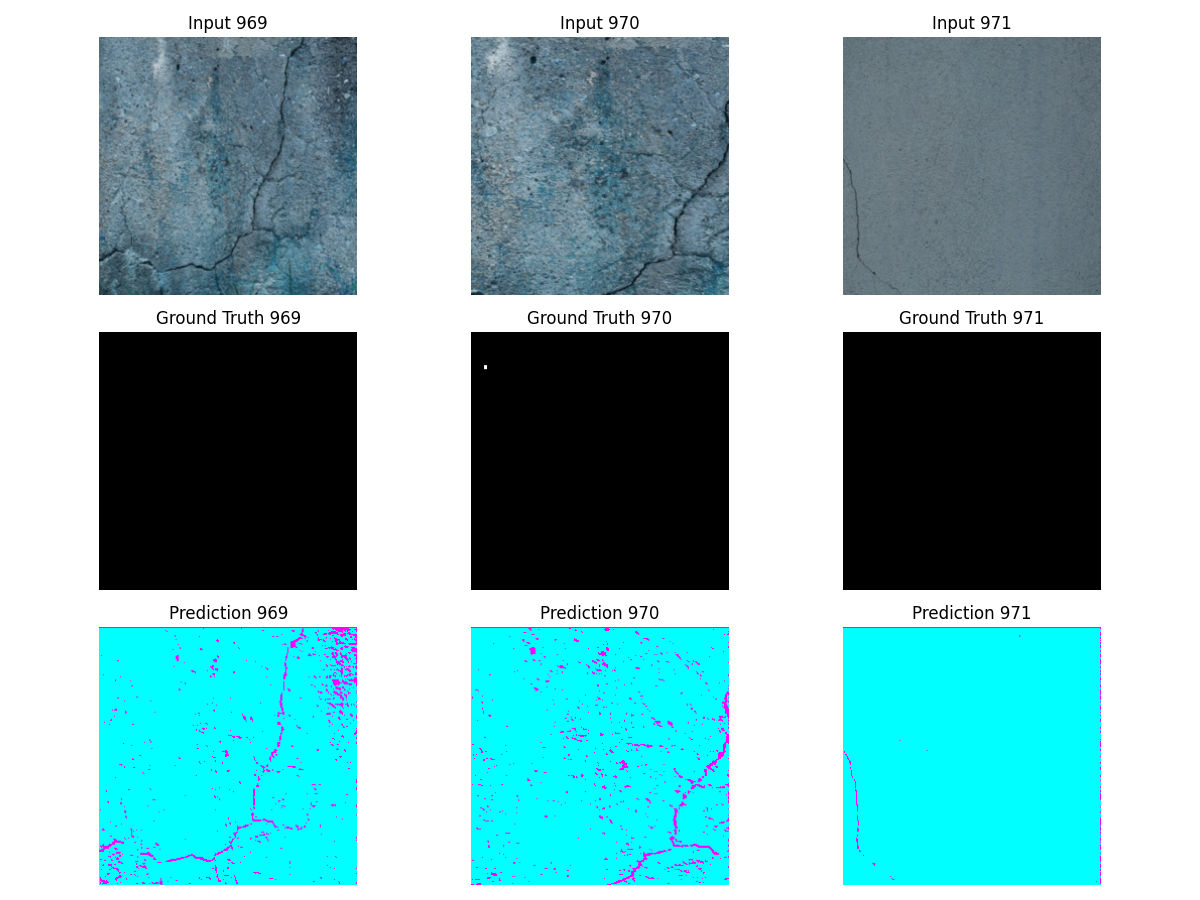 Input 969
Input 970
Input 971
Ground Truth 969
Ground Truth 970
Ground Truth 971
Prediction 969
Prediction 970
Prediction 971